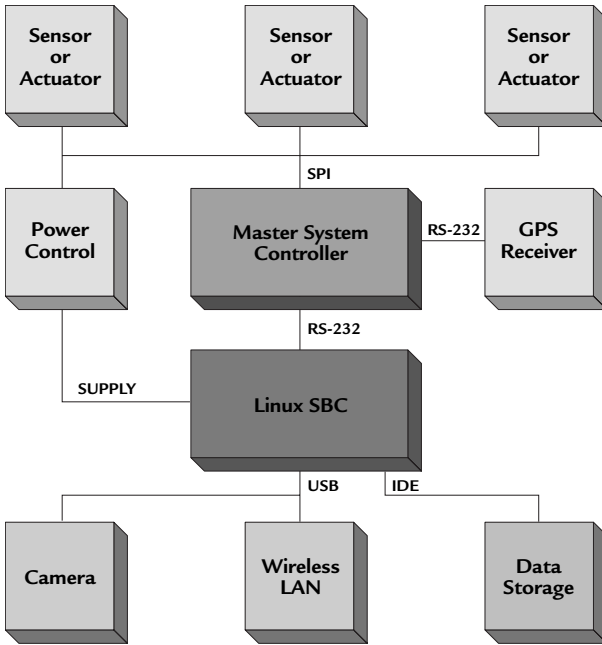 Sensor
or
Actuator
Sensor
or
Actuator
Sensor
or
Actuator
SPI
Power
Control
Master System
Controller
RS-232
GPS
Receiver
RS-232
SUPPLY
Linux SBC
USB
IDE
Camera
Wireless
LAN
Data
Storage